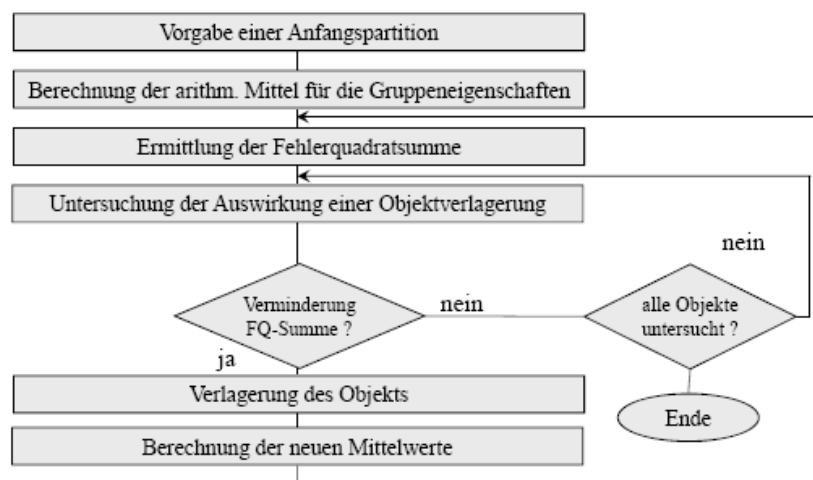 Vorgabe einer Anfangspartition
Berechnung der arithm. Mittel für die Gruppeneigenschaften
Ermittlung der Fehlerquadratsumme
Untersuchung der Auswirkung einer Objektverlagerung
nein
Verminderung
FQ-Summe ?
nein
alle Objekte
untersucht ?
ja
Verlagerung des Objekts
Ende
Berechnung der neuen Mittelwerte